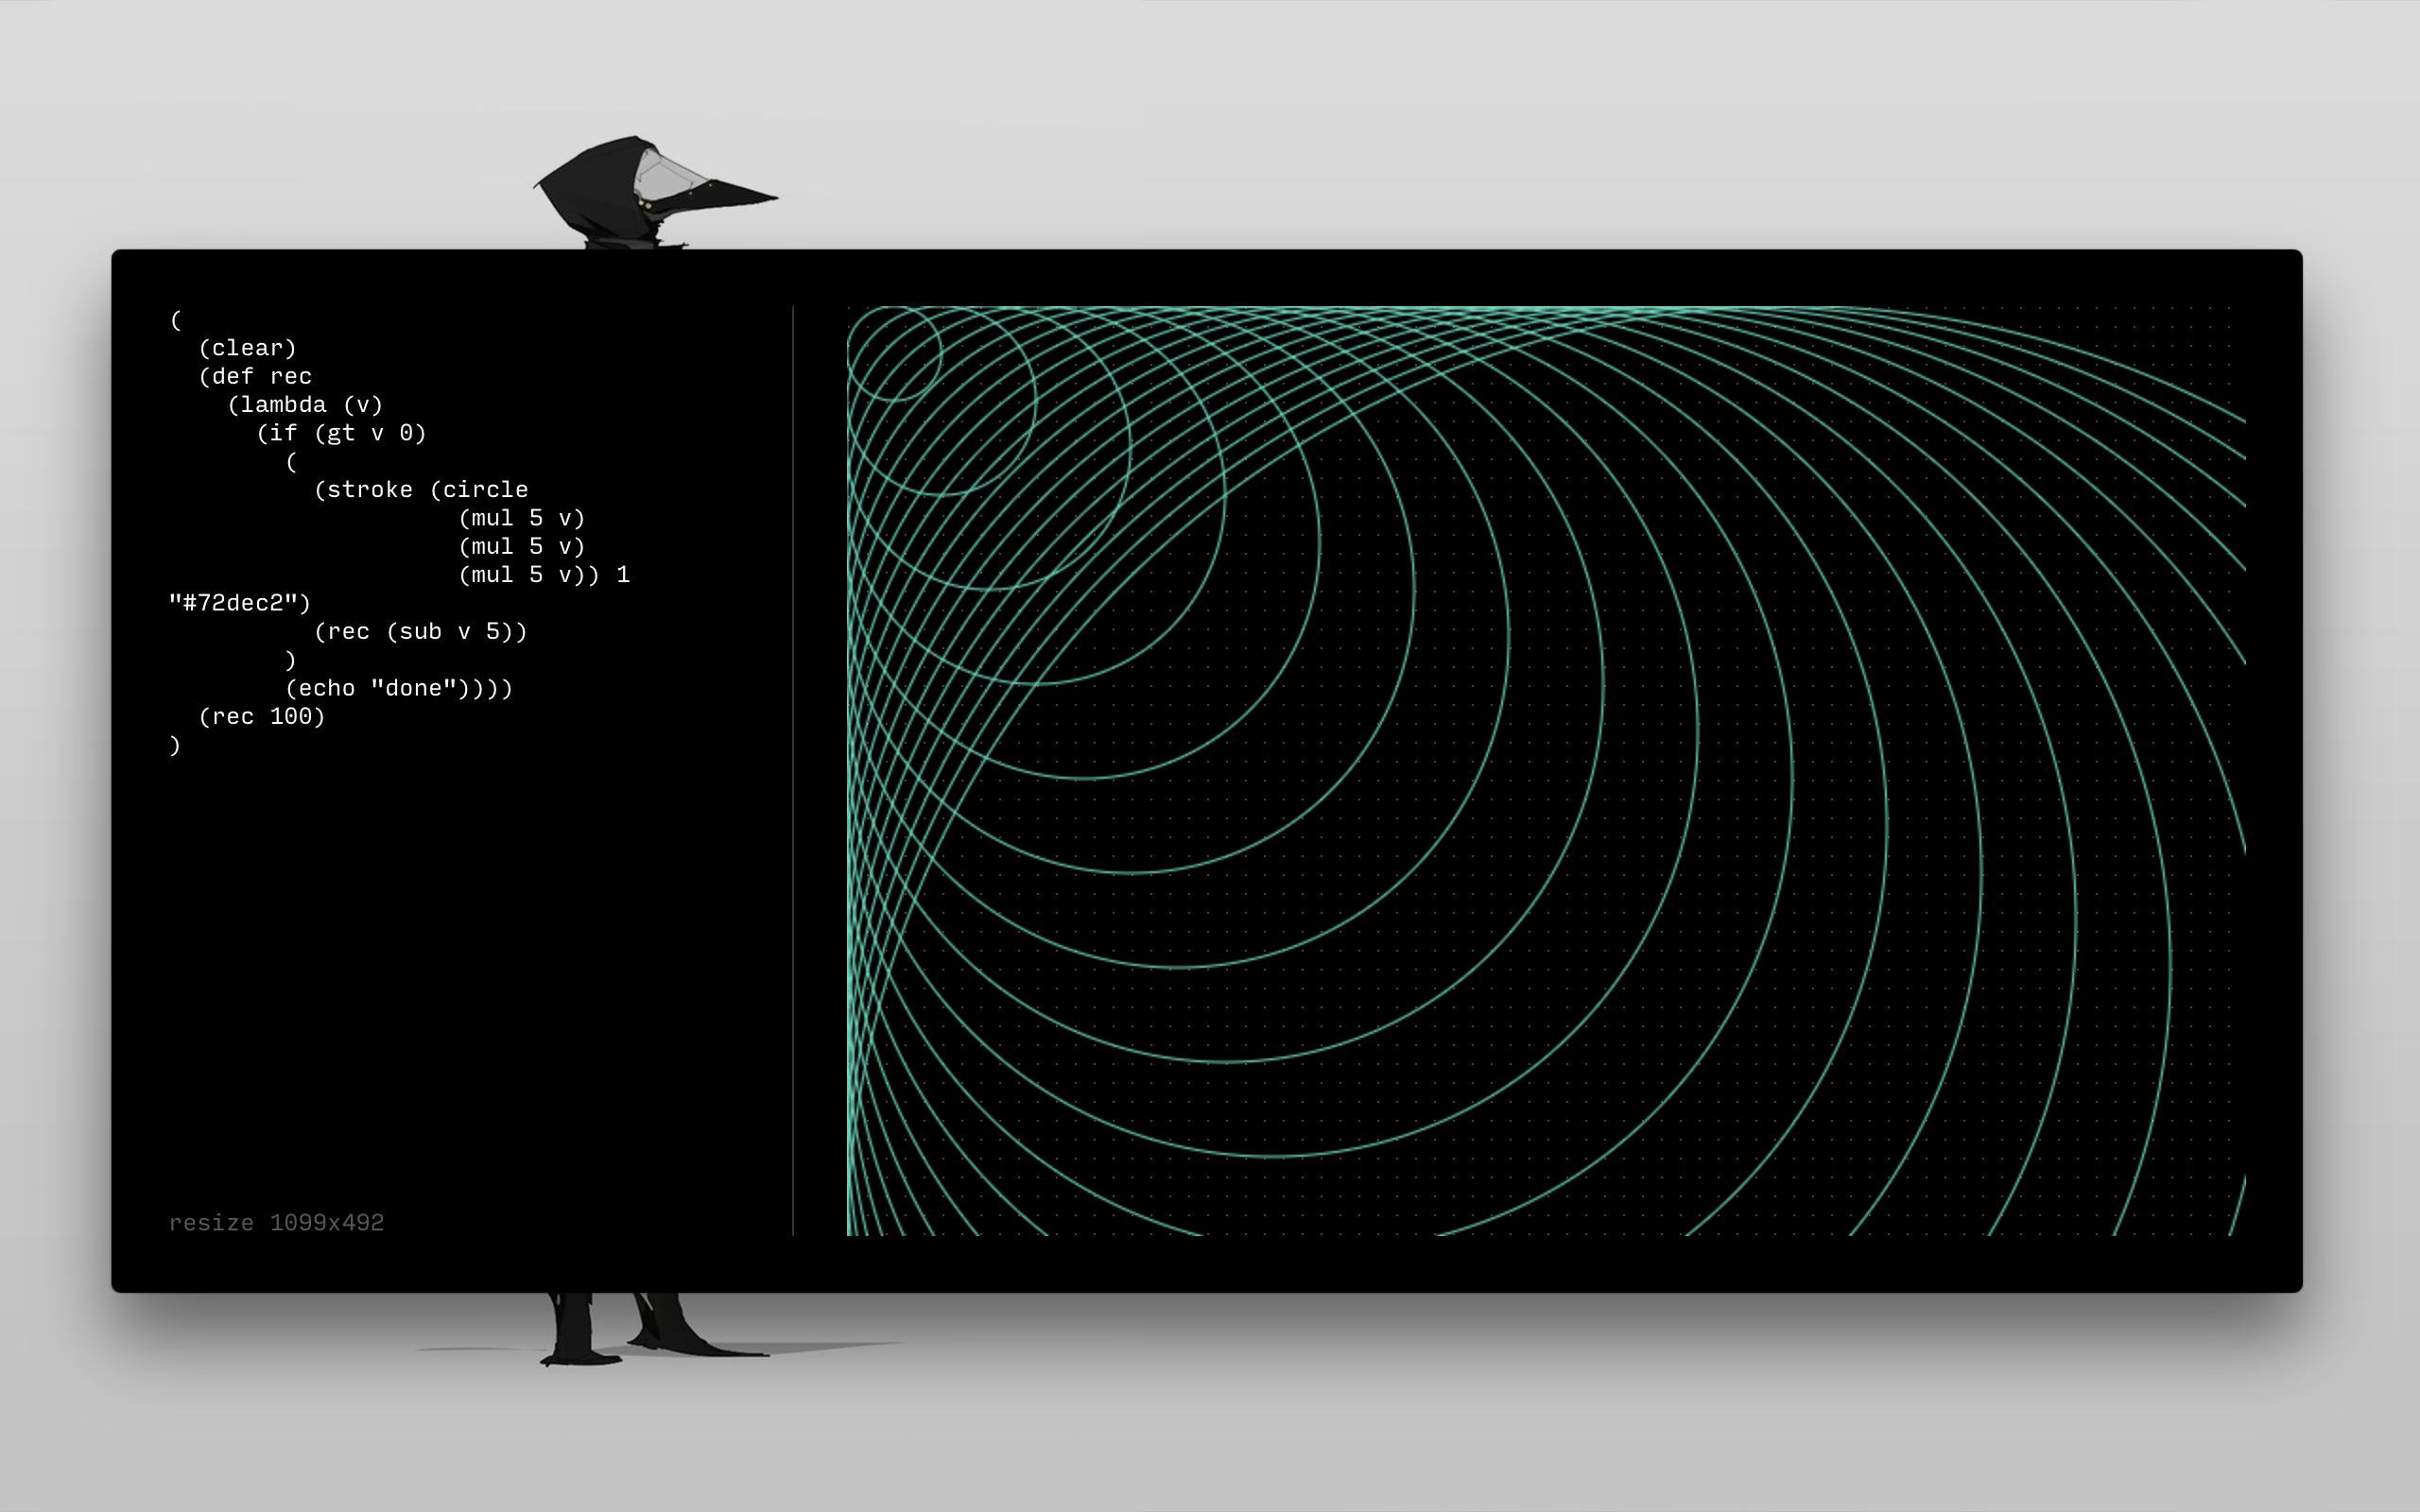 (
  (clear)
  (def rec
    (lambda (v)
      (if (gt v 0)
        (
          (stroke (circle
                    (mul 5 v)
                    (mul 5 v)
                    (mul 5 v)) 1
"#72dec2")
          (rec (sub v 5))
        )
        (echo "done"))))
  (rec 100)
)
resize 1099x492